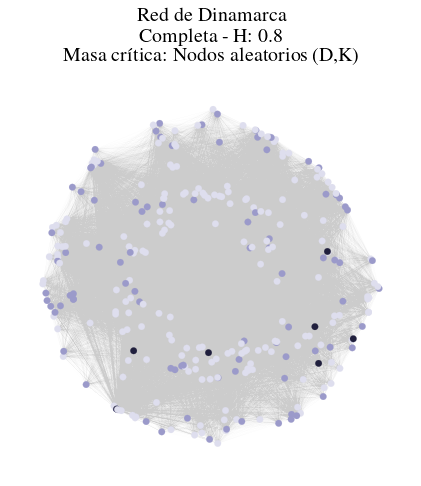 Red de Dinamarca
Completa - H: 0.8
Masa crítica: Nodos aleatorios (D,K)